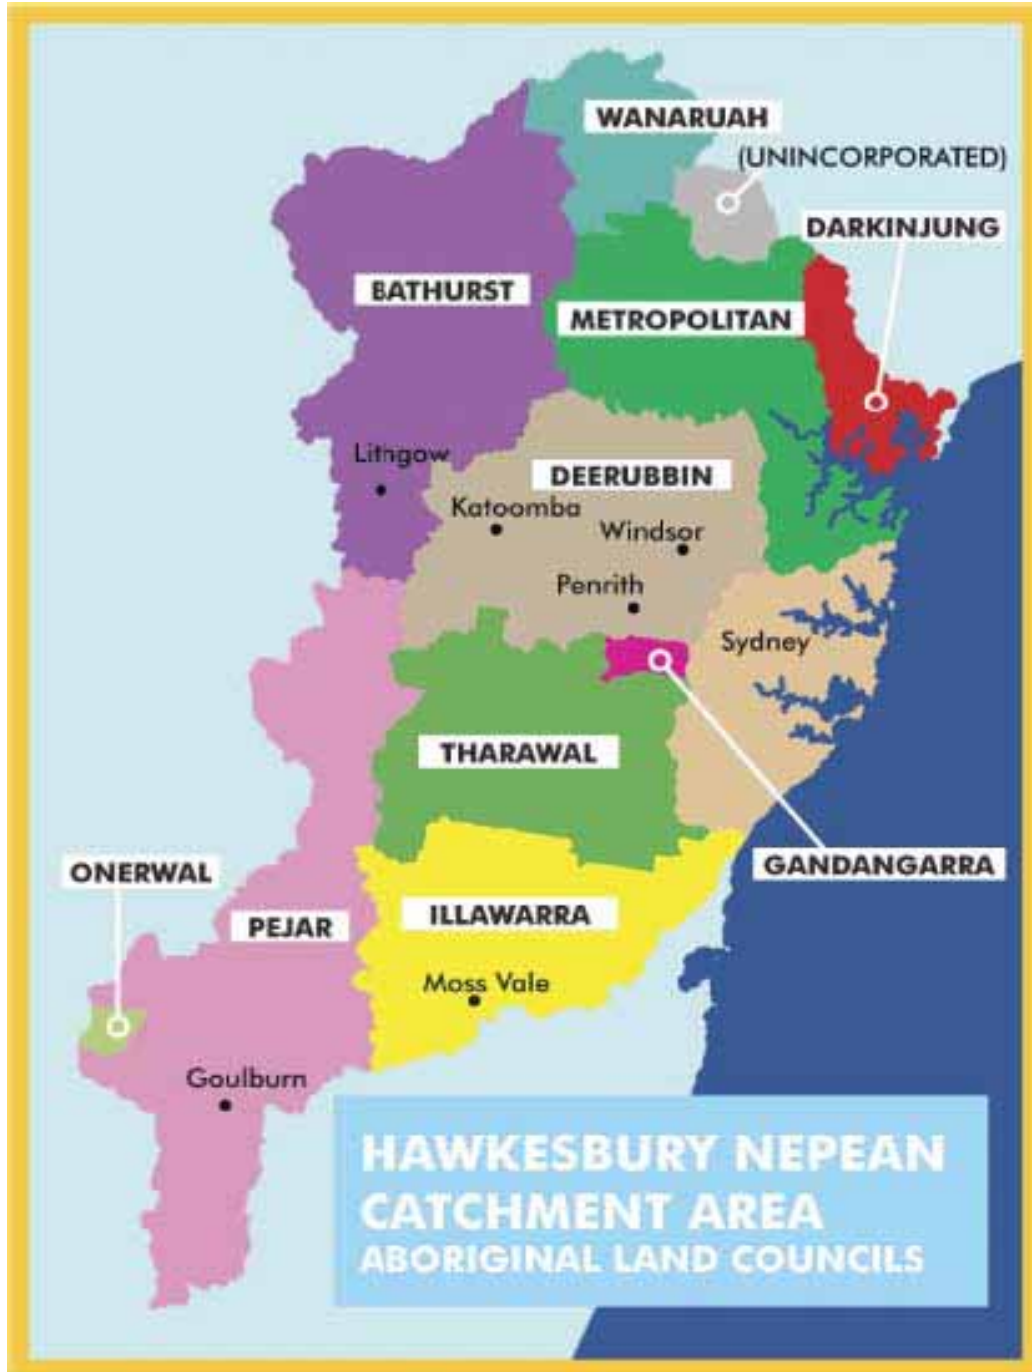 WANARUAH
(UNINCORPORATED)
DARKINJUNG
BATHURST
METROPOLITAN
Lithgow
DEERUBBIN
Katoomba
Windsor
Penrith
Sydney
THARAWAL
ONERWAL
GANDANGARRA
PEJAR
ILLAWARRA
Moss Vale
Goulburn
HAWKESBURY NEPEAN
CATCHMENT AREA
ABORIGINAL LAND COUNCILS